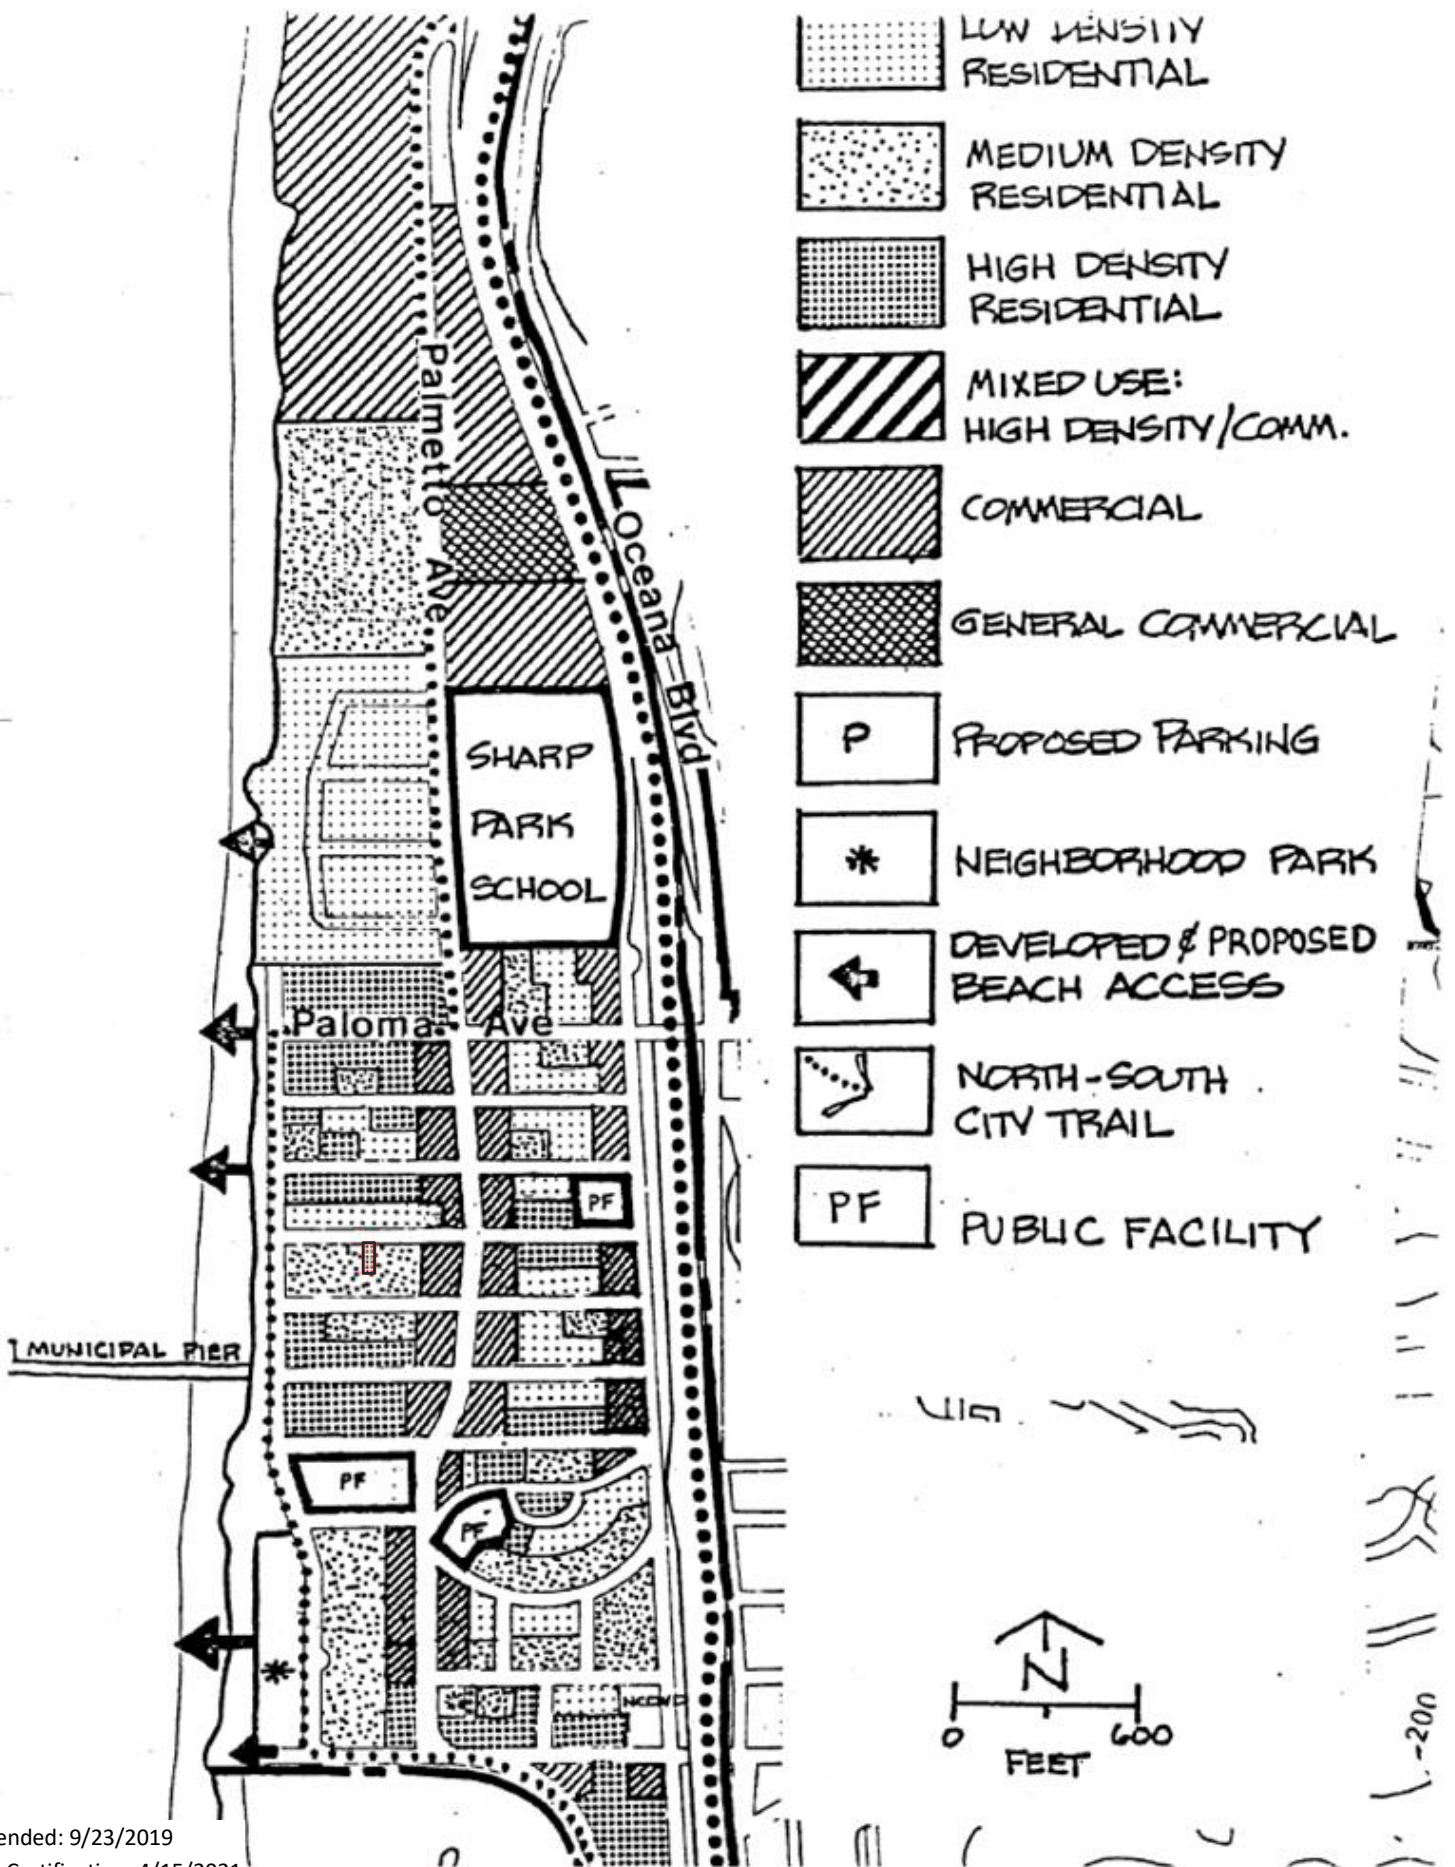 LOW DENSITY
RESIDENTIAL
MEDIUM DENSITY
RESIDENTIAL
HIGH DENSITY
RESIDENTIAL
MIXED USE:
HIGH DENSITY/COMM.
COMMERCIAL
GENERAL COMMERCIAL
P
PROPOSED PARKING
NEIGHBORHOOD PARK
DEVELOPED & PROPOSED
BEACH ACCESS
NORTH-SOUTH
CITY TRAIL
PF
PUBLIC FACILITY
Palmetto Ave
Oceana Blvd
SHARP
PARK
SCHOOL
Paloma Ave
PF
MUNICIPAL PIER
PF
PF
N
0 600
FEET
-200
ended: 9/23/2019